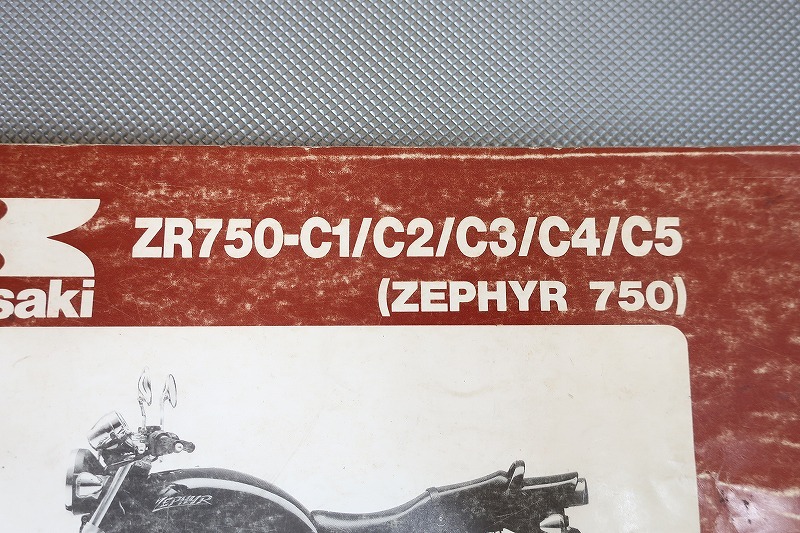 ZR750-C1/C2/C3/C4/C5
saki
(ZEPHYR 750)
ZEPHYR